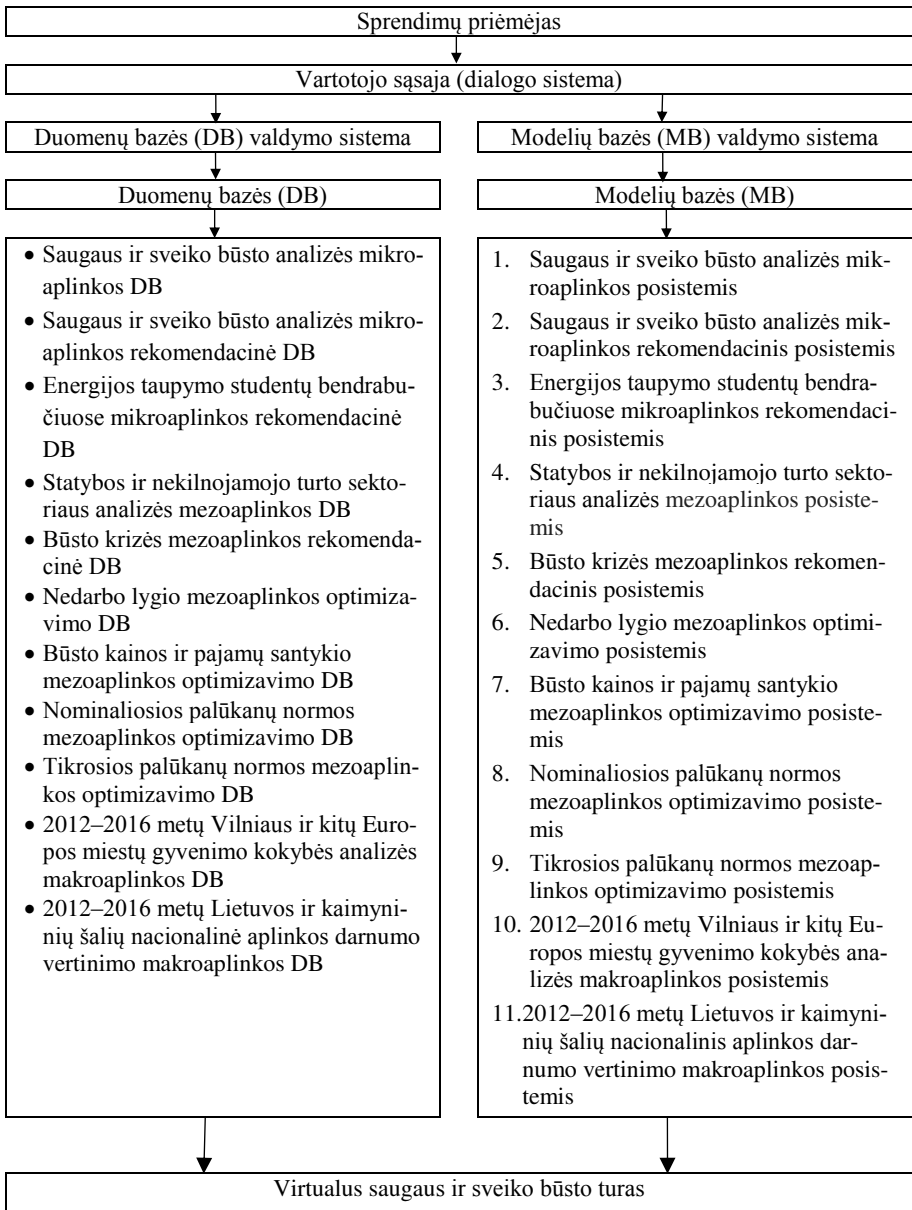 Sprendimų priėmėjas
Vartotojo sąsaja (dialogo sistema)
Duomenų bazės (DB) valdymo sistema
Modelių bazės (MB) valdymo sistema
Duomenų bazės (DB)
Modelių bazės (MB)
• Saugaus ir sveiko būsto analizės mikro-
aplinkos DB
• Saugaus ir sveiko būsto analizės mikro-
aplinkos rekomendacinė DB
• Energijos taupymo studentų bendrabu-
čiuose mikroaplinkos rekomendacinė
DB
• Statybos ir nekilnojamojo turto sekto-
riaus analizės mezoaplinkos DB
• Būsto krizės mezoaplinkos rekomenda-
cinė DB
• Nedarbo lygio mezoaplinkos optimiza-
vimo DB
• Būsto kainos ir pajamų santykio
mezoaplinkos optimizavimo DB
• Nominaliosios palūkanų normos
mezoaplinkos optimizavimo DB
• Tikrosios palūkanų normos mezoaplin-
kos optimizavimo DB
• 2012–2016 metų Vilniaus ir kitų Euro-
pos miestų gyvenimo kokybės analizės
makroaplinkos DB
• 2012–2016 metų Lietuvos ir kaimyni-
nių šalių nacionalinė aplinkos darnumo
vertinimo makroaplinkos DB
1. Saugaus ir sveiko būsto analizės mik-
roaplinkos posistemis
2. Saugaus ir sveiko būsto analizės mik-
roaplinkos rekomendacinis posistemis
3. Energijos taupymo studentų bendra-
bučiuose mikroaplinkos rekomendaci-
nis posistemis
4. Statybos ir nekilnojamojo turto sekto-
riaus analizės mezoaplinkos posiste-
mis
5. Būsto krizės mezoaplinkos rekomen-
dacinis posistemis
6. Nedarbo lygio mezoaplinkos optimi-
zavimo posistemis
7. Būsto kainos ir pajamų santykio
mezoaplinkos optimizavimo posiste-
mis
8. Nominaliosios palūkanų normos
mezoaplinkos optimizavimo posiste-
mis
9. Tikrosios palūkanų normos mezoap-
linkos optimizavimo posistemis
10. 2012–2016 metų Vilniaus ir kitų Eu-
ropos miestų gyvenimo kokybės ana-
lizės makroaplinkos posistemis
11.2012–2016 metų Lietuvos ir kaimyni-
nių šalių nacionalinis aplinkos dar-
numo vertinimo makroaplinkos posis-
temis
Virtualus saugaus ir sveiko būsto turas